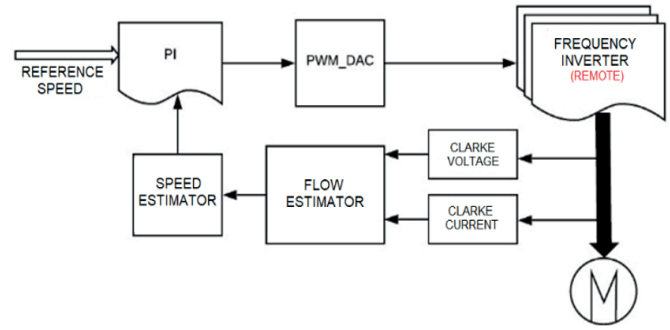 REFERENCE
SPEED
PI
PWM_DAC
FREQUENCY
INVERTER
(REMOTE)
CLARKE
VOLTAGE
SPEED
ESTIMATOR
FLOW
ESTIMATOR
CLARKE
CURRENT
M